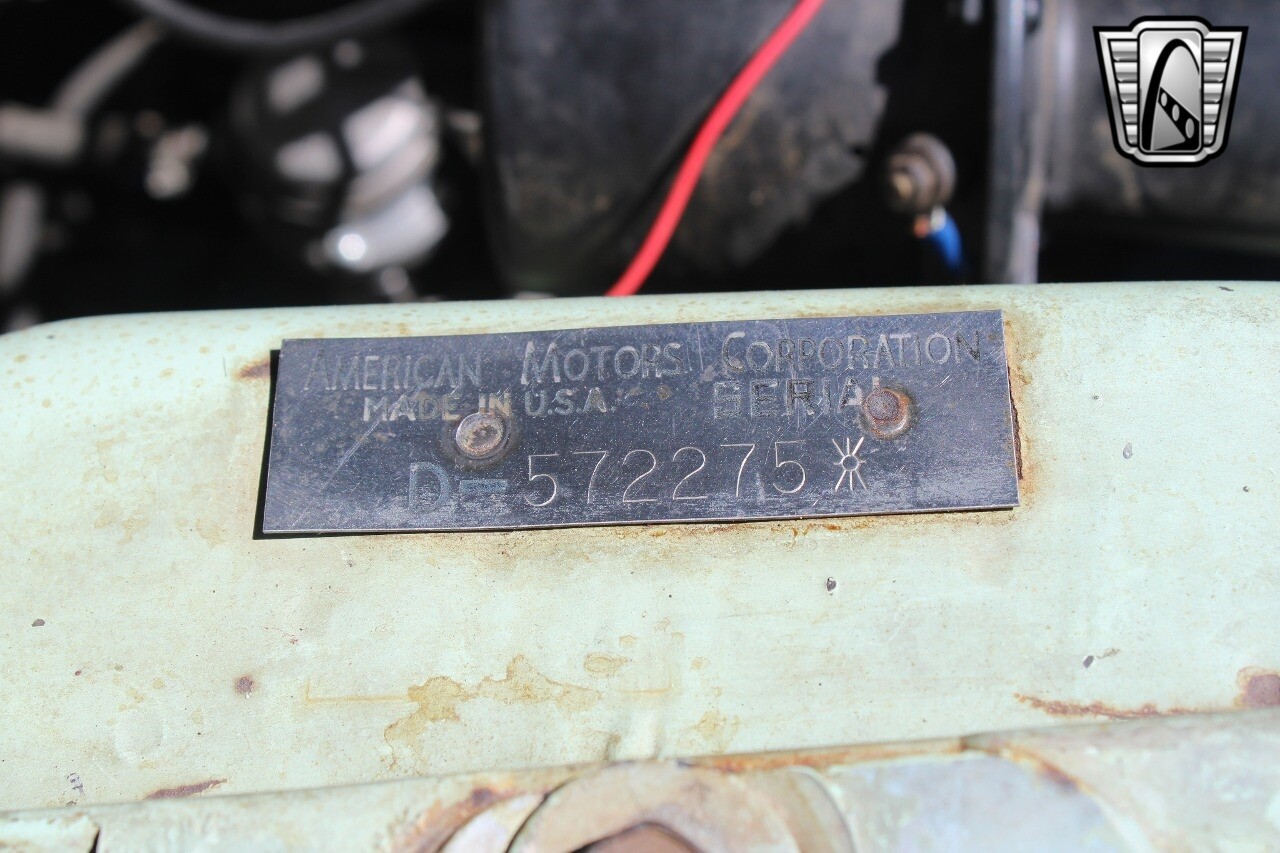 AMERICAN MOTORS CORPORATION
MADE IN U.S.A. SERIAL
D-572275*